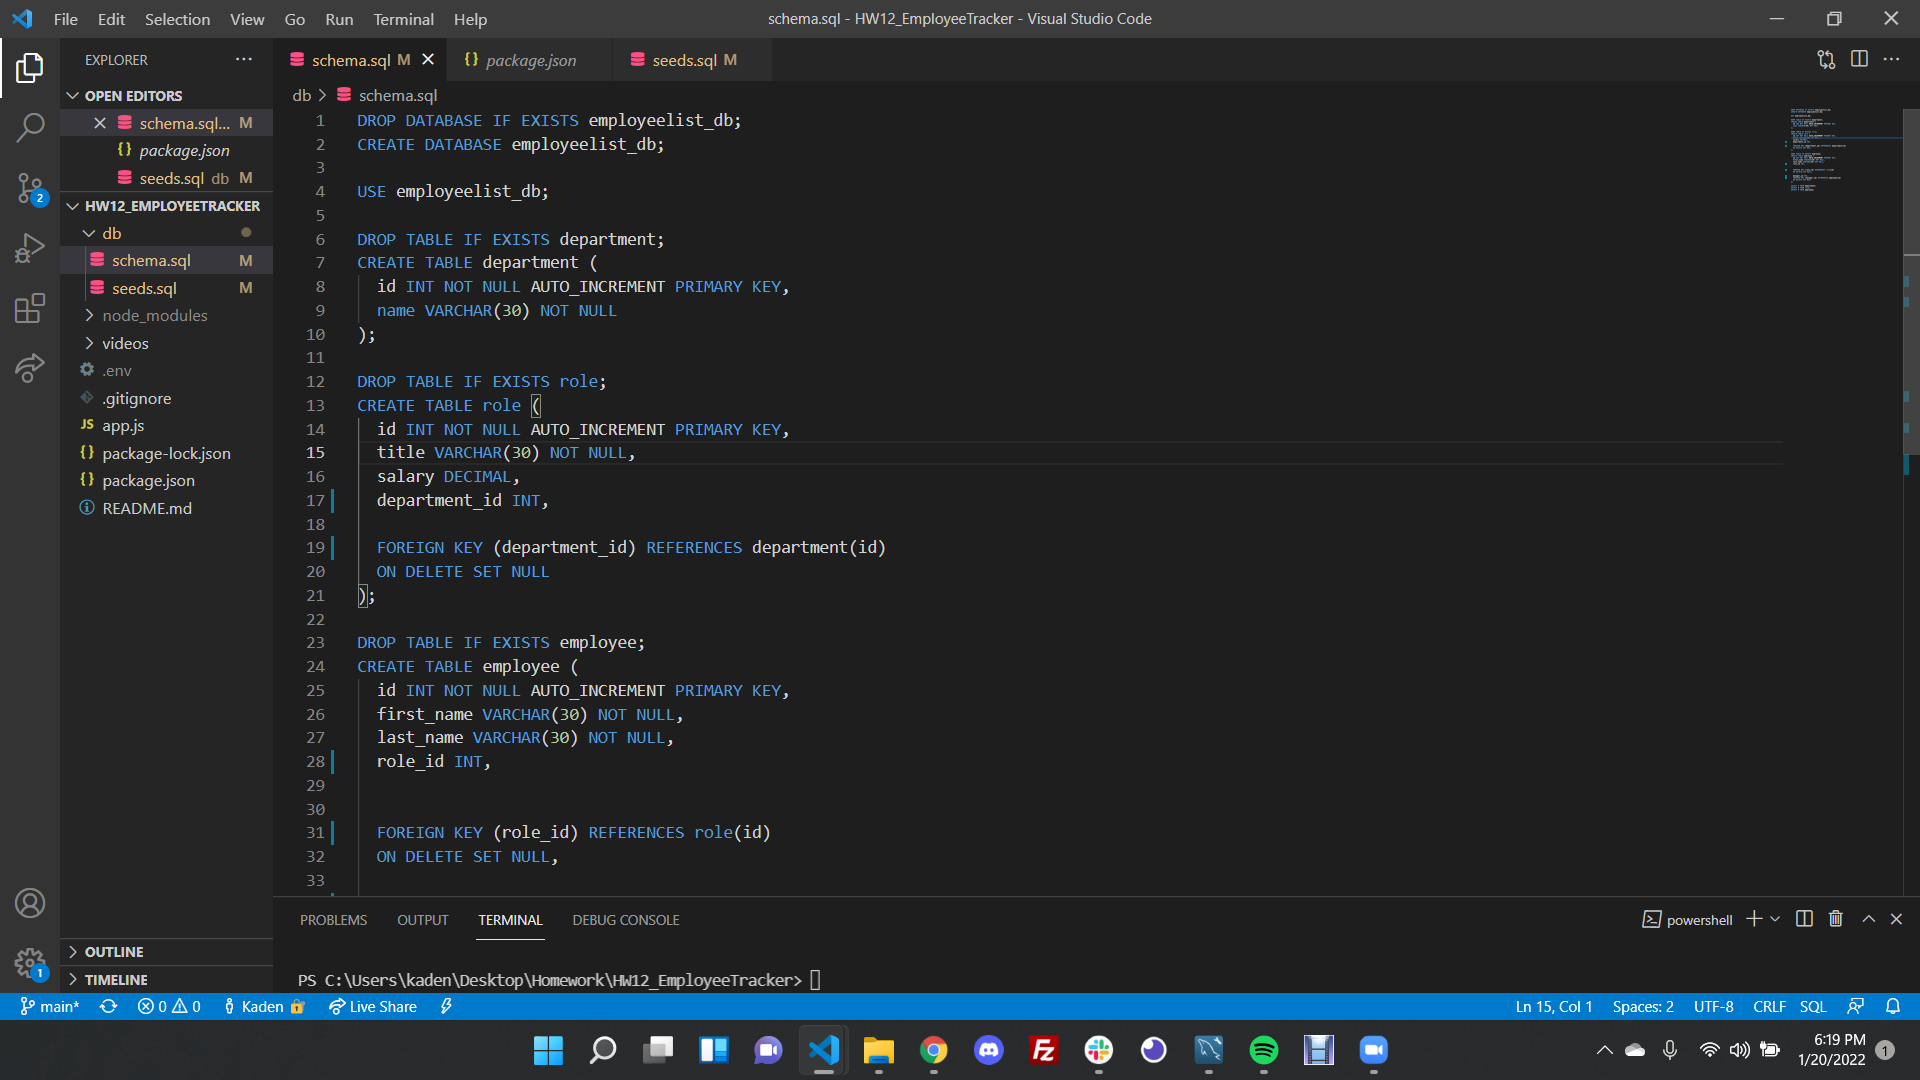 File Edit Selection View Go Run Terminal Help
schema.sql - HW12_EmployeeTracker - Visual Studio Code
EXPLORER
OPEN EDITORS
schema.sql... M
{} package.json
seeds.sql db M
2
HW12_EMPLOYEETRACKER
db
schema.sql M
seeds.sql M
node_modules
videos
.env
.gitignore
JS app.js
{} package-lock.json
{} package.json
README.md
OUTLINE
TIMELINE
1
schema.sql M
{} package.json
seeds.sql M
db > schema.sql
1 DROP DATABASE IF EXISTS employeelist_db;
2 CREATE DATABASE employeelist_db;
3
4 USE employeelist_db;
5
6 DROP TABLE IF EXISTS department;
7 CREATE TABLE department (
8 id INT NOT NULL AUTO_INCREMENT PRIMARY KEY,
9 name VARCHAR(30) NOT NULL
10 );
11
12 DROP TABLE IF EXISTS role;
13 CREATE TABLE role (
14 id INT NOT NULL AUTO_INCREMENT PRIMARY KEY,
15 title VARCHAR(30) NOT NULL,
16 salary DECIMAL,
17 department_id INT,
18
19 FOREIGN KEY (department_id) REFERENCES department(id)
20 ON DELETE SET NULL
21 );
22
23 DROP TABLE IF EXISTS employee;
24 CREATE TABLE employee (
25 id INT NOT NULL AUTO_INCREMENT PRIMARY KEY,
26 first_name VARCHAR(30) NOT NULL,
27 last_name VARCHAR(30) NOT NULL,
28 role_id INT,
29
30
31 FOREIGN KEY (role_id) REFERENCES role(id)
32 ON DELETE SET NULL,
33
PROBLEMS OUTPUT TERMINAL DEBUG CONSOLE
powershell
PS C:\Users\kaden\Desktop\Homework\HW12_EmployeeTracker>
main* 0 0 Kaden Live Share
Ln 15, Col 1 Spaces: 2 UTF-8 CRLF SQL
Fz
6:19 PM
1/20/2022
1